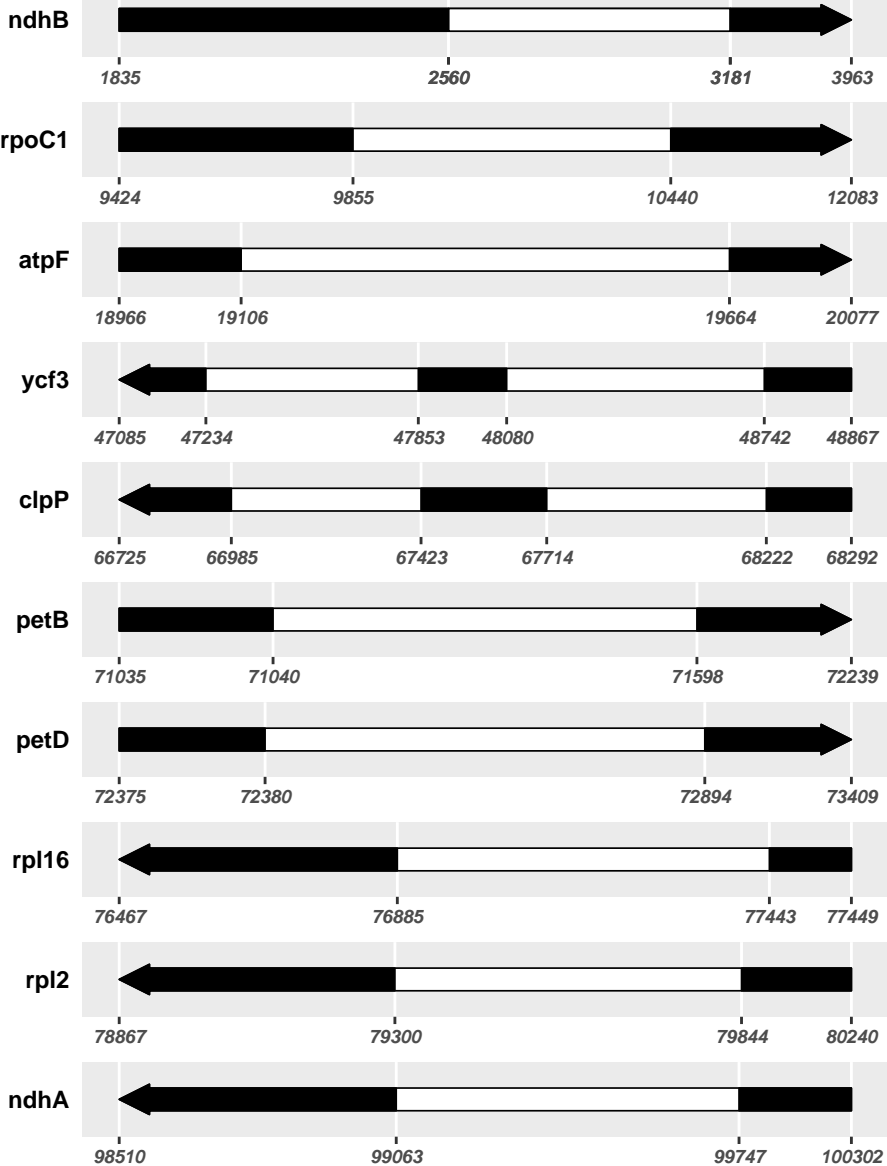 ndhB
1835 2560 3181 3963
rpoC1
9424 9855 10440 12083
atpF
18966 19106 19664 20077
ycf3
47085 47234 47853 48080 48742 48867
clpP
66725 66985 67423 67714 68222 68292
petB
71035 71040 71598 72239
petD
72375 72380 72894 73409
rpl16
76467 76885 77443 77449
rpl2
78867 79300 79844 80240
ndhA
98510 99063 99747 100302